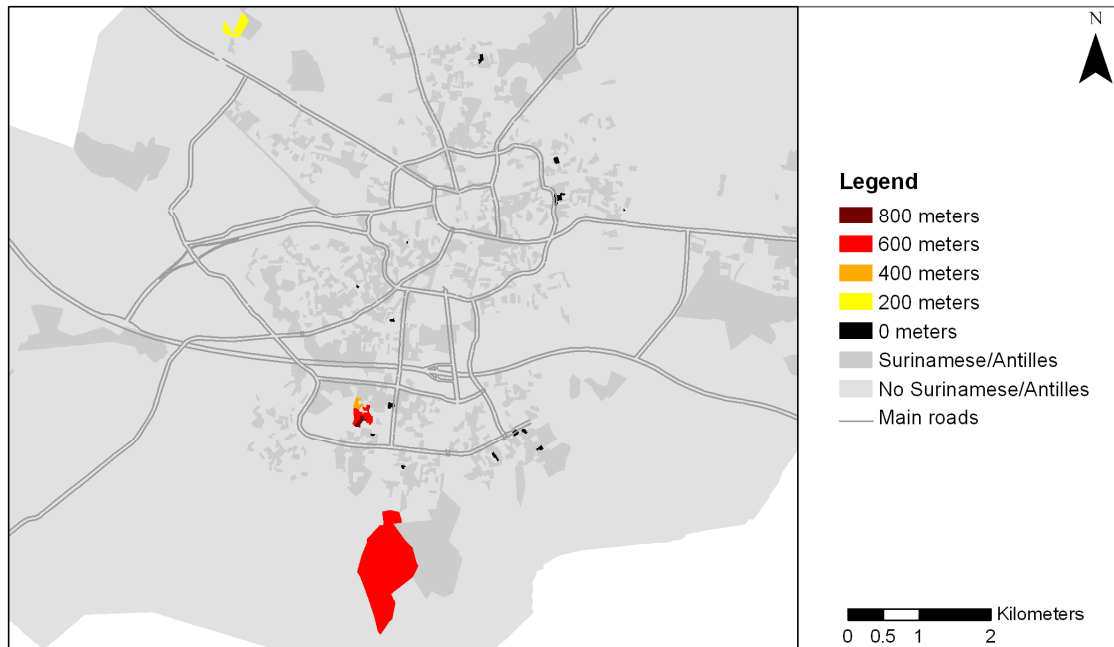 N
Legend
800 meters
600 meters
400 meters
200 meters
0 meters
Surinamese/Antilles
No Surinamese/Antilles
Main roads
Kilometers
0 0.5 1 2